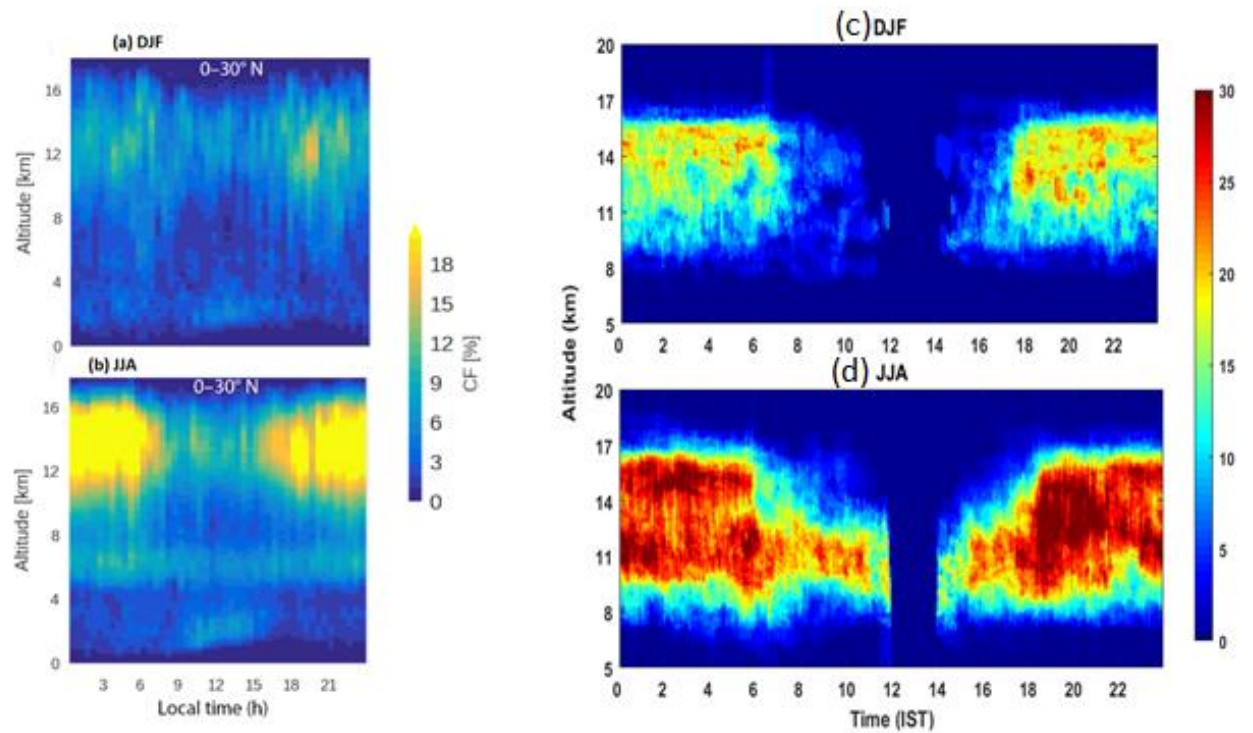 (a) DJF
0–30° N
16
12
8
4
0
Altitude [km]
(b) JJA
0–30° N
16
12
8
4
0
Altitude [km]
3 6 9 12 15 18 21
Local time (h)
18
15
12
9
6
3
0
CF [%]
(c) DJF
20
17
14
11
8
5
0 2 4 6 8 10 12 14 16 18 20 22
Altitude (km)
(d) JJA
20
17
14
11
8
5
0 2 4 6 8 10 12 14 16 18 20 22
Time (IST)
30
25
20
15
10
5
0